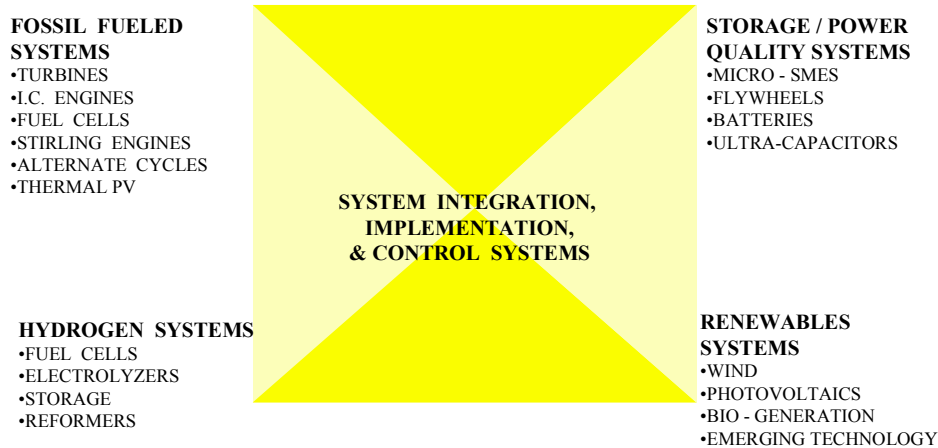 FOSSIL FUELED
SYSTEMS
•TURBINES
•I.C. ENGINES
•FUEL CELLS
•STIRLING ENGINES
•ALTERNATE CYCLES
•THERMAL PV
STORAGE / POWER
QUALITY SYSTEMS
•MICRO - SMES
•FLYWHEELS
•BATTERIES
•ULTRA-CAPACITORS
SYSTEM INTEGRATION,
IMPLEMENTATION,
& CONTROL SYSTEMS
HYDROGEN SYSTEMS
•FUEL CELLS
•ELECTROLYZERS
•STORAGE
•REFORMERS
RENEWABLES
SYSTEMS
•WIND
•PHOTOVOLTAICS
•BIO - GENERATION
•EMERGING TECHNOLOGY